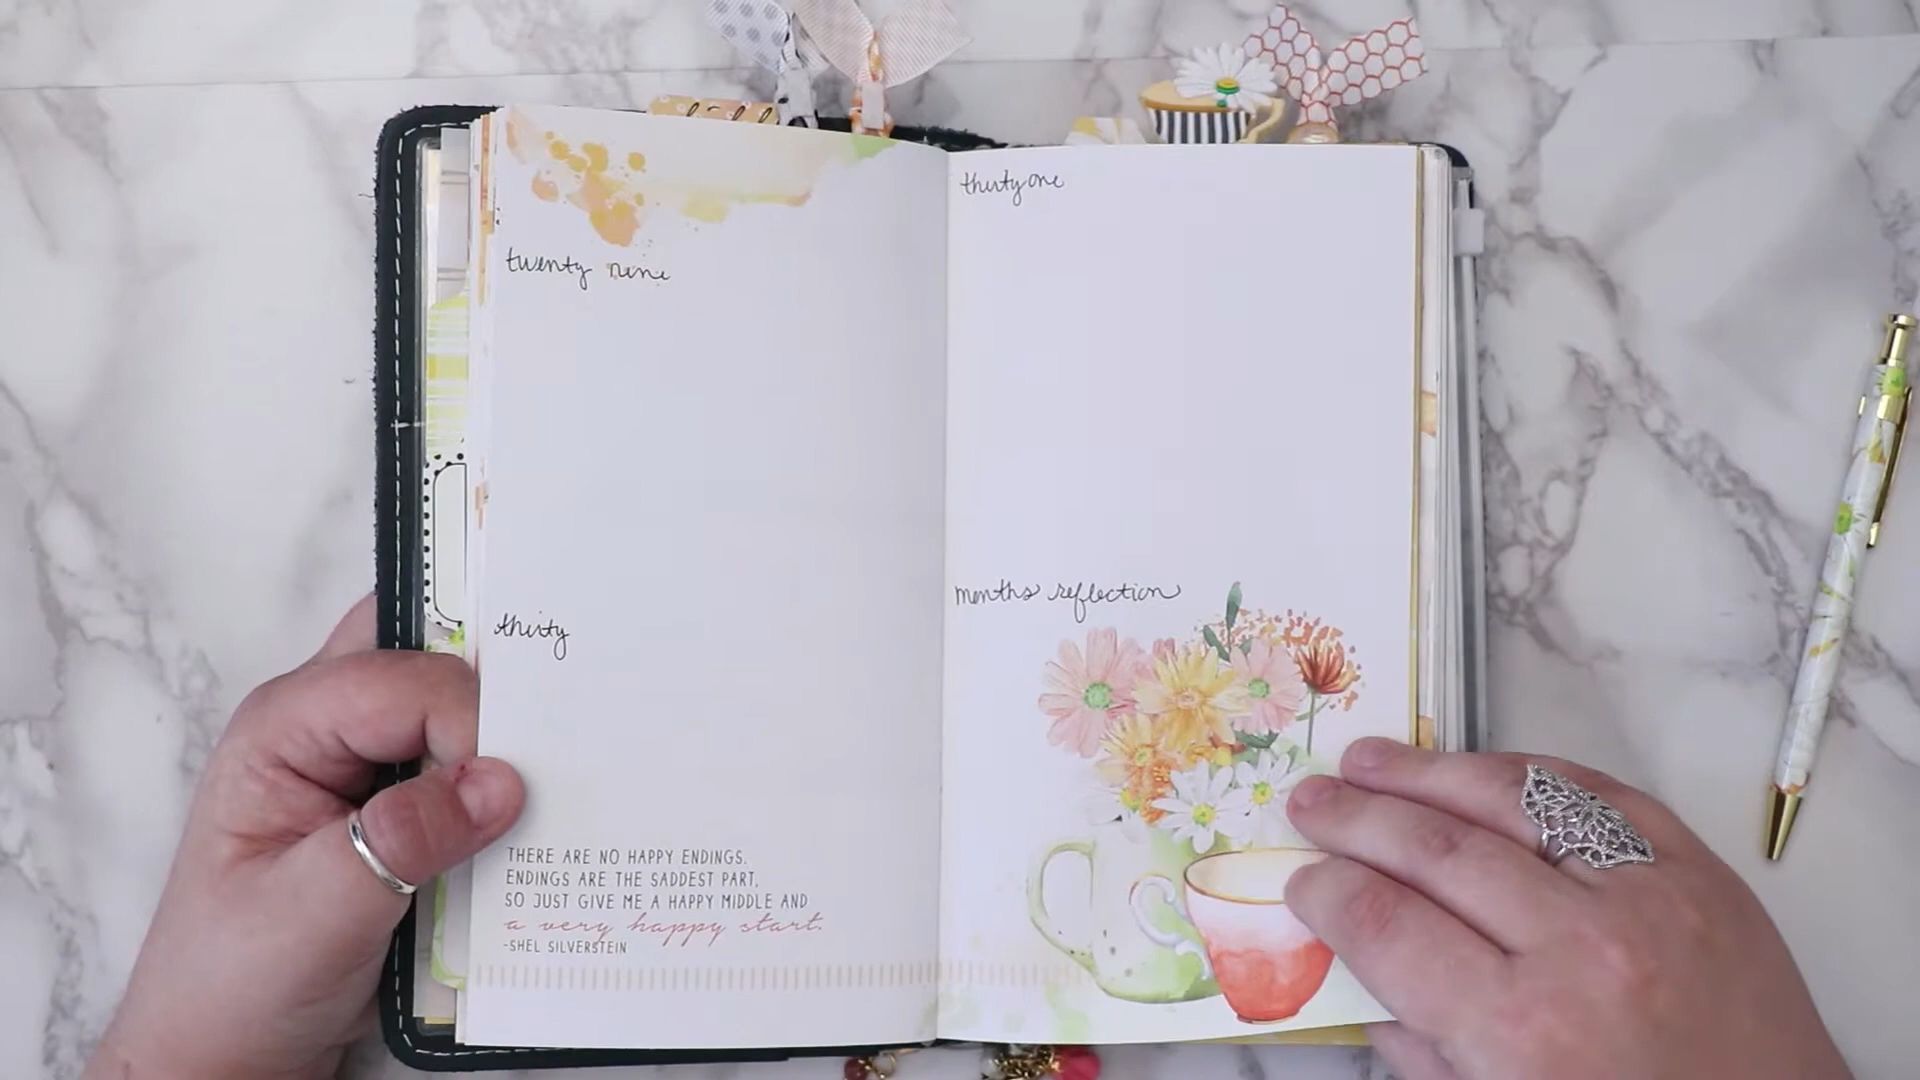 twenty nine
thirty
THERE ARE NO HAPPY ENDINGS.
ENDINGS ARE THE SADDEST PART,
SO JUST GIVE ME A HAPPY MIDDLE AND
a very happy start.
-SHEL SILVERSTEIN
thirty one
months reflection